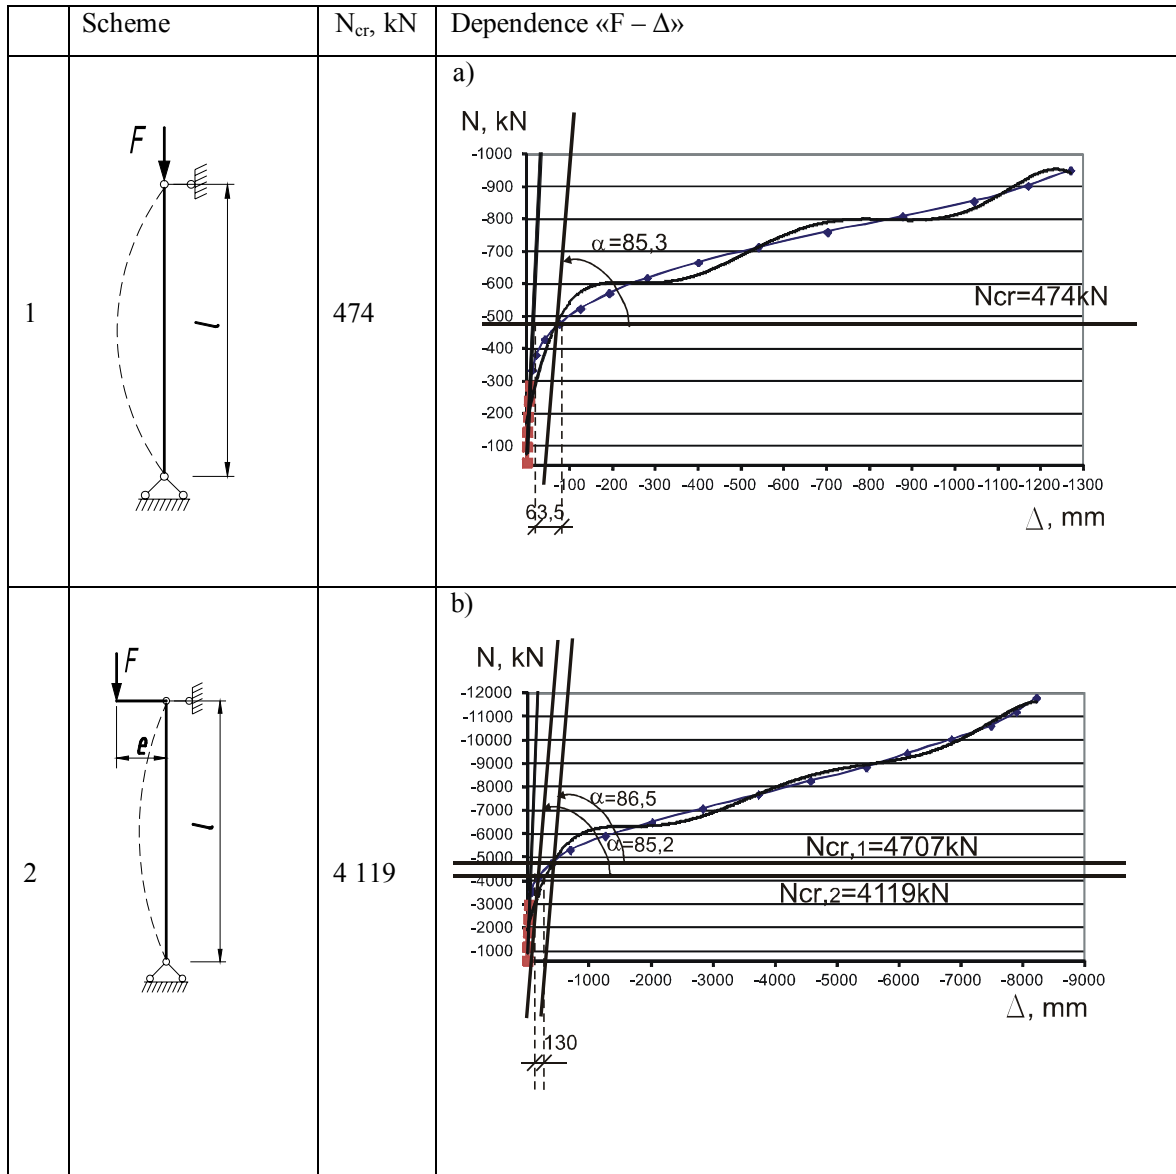 Scheme
N_cr, kN
Dependence «F – Δ»
1
F
l
474
a)
N, kN
-1000
-900
-800
-700
-600
-500
-400
-300
-200
-100
α=85,3
Ncr=474kN
-100 -200 -300 -400 -500 -600 -700 -800 -900 -1000 -1100 -1200 -1300
63,5
Δ, mm
2
F
e
l
4 119
b)
N, kN
-12000
-11000
-10000
-9000
-8000
-7000
-6000
-5000
-4000
-3000
-2000
-1000
α=86,5
α=85,2
Ncr,1=4707kN
Ncr,2=4119kN
-1000 -2000 -3000 -4000 -5000 -6000 -7000 -8000 -9000
Δ, mm
130